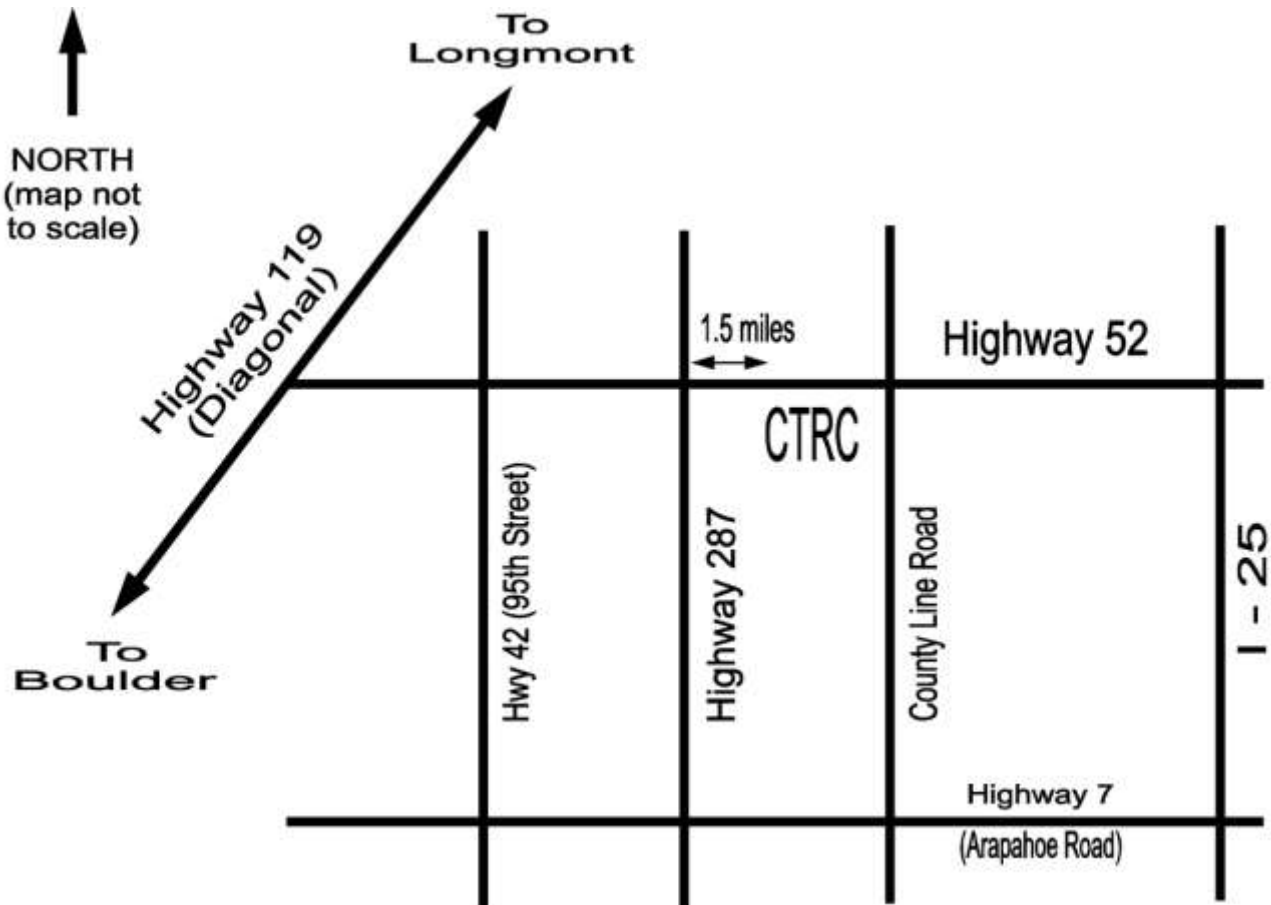 To
Longmont
NORTH
(map not
to scale)
Highway 119
(Diagonal)
1.5 miles
Highway 52
CTRC
Hwy 42 (95th Street)
Highway 287
County Line Road
I - 25
To
Boulder
Highway 7
(Arapahoe Road)